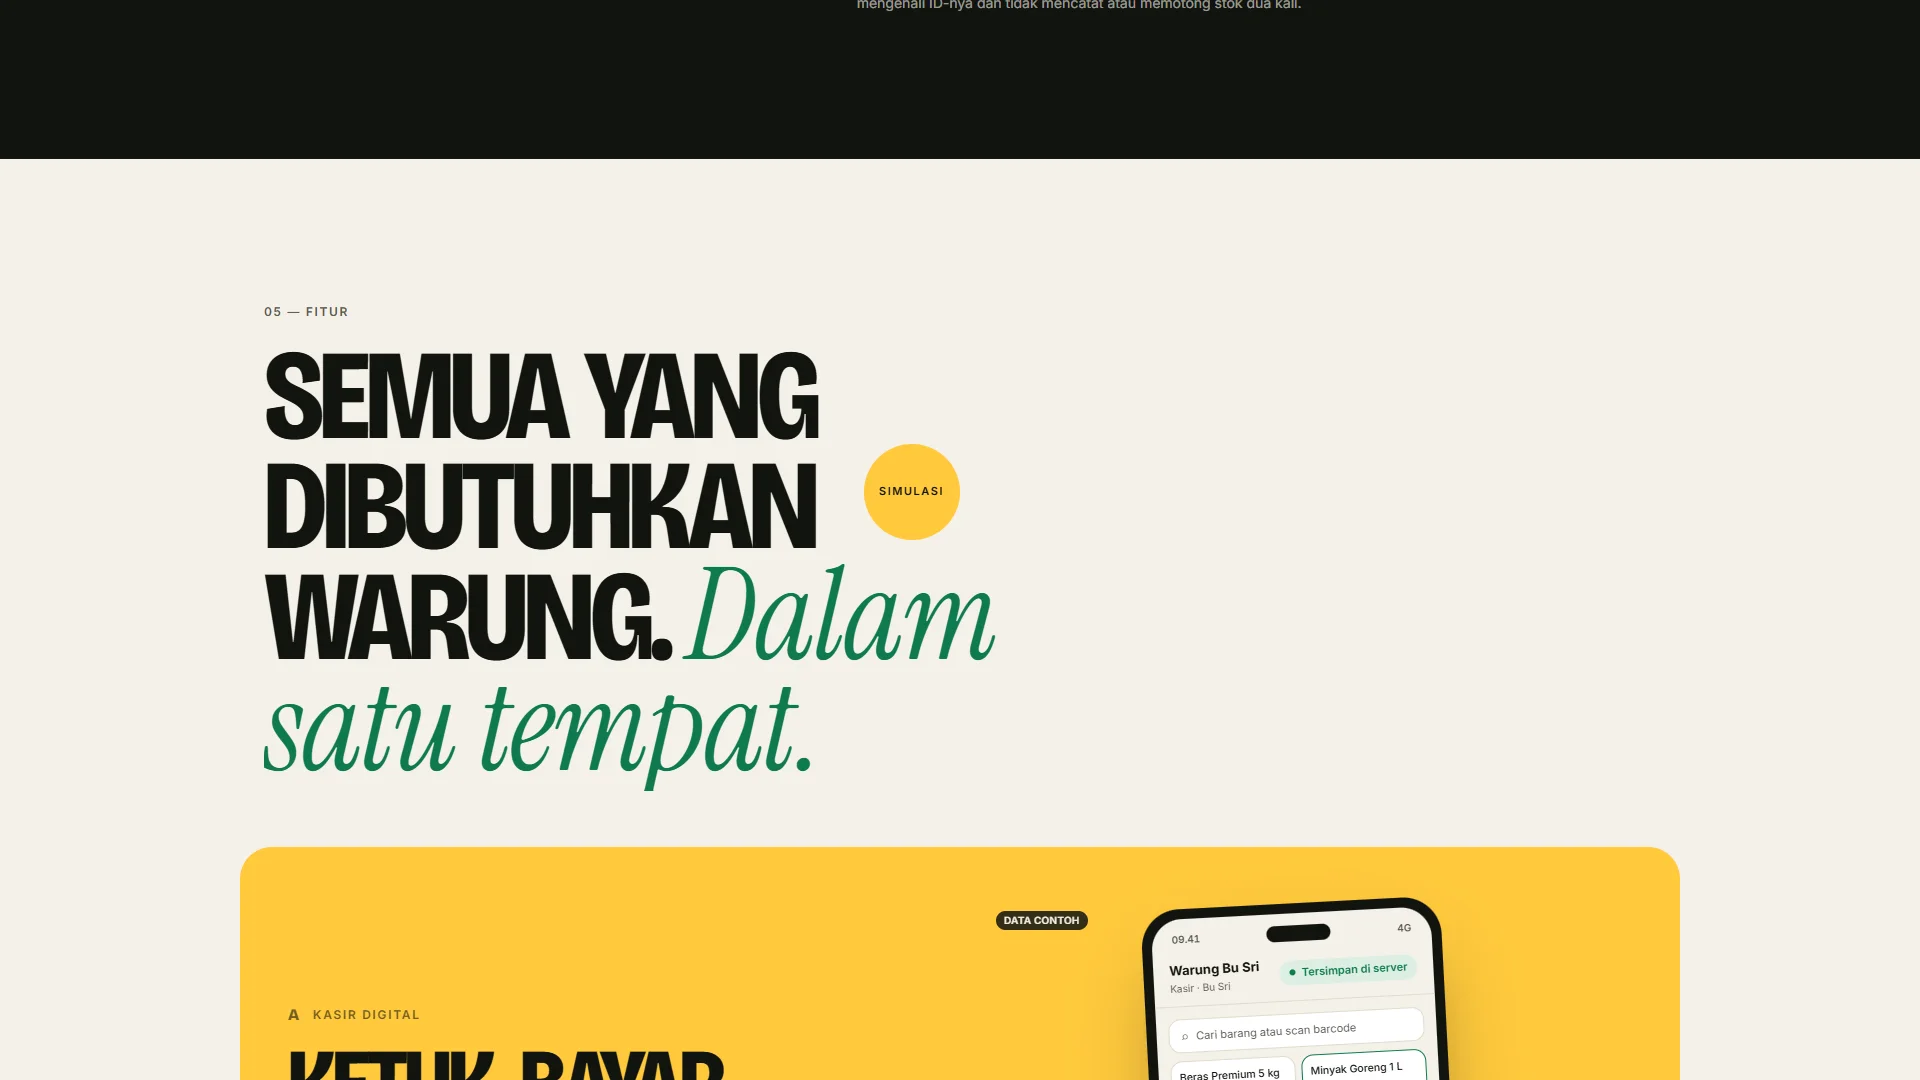 mengenali ID-nya dan tidak mencatat atau memotong stok dua kali.
05 — FITUR
SEMUA YANG
DIBUTUHKAN
WARUNG. Dalam
satu tempat.
SIMULASI
DATA CONTOH
09.41
4G
Warung Bu Sri
Tersimpan di server
Kasir · Bu Sri
Cari barang atau scan barcode
Beras Premium 5 kg
Minyak Goreng 1 L
A KASIR DIGITAL
KETUK. BAYAR.